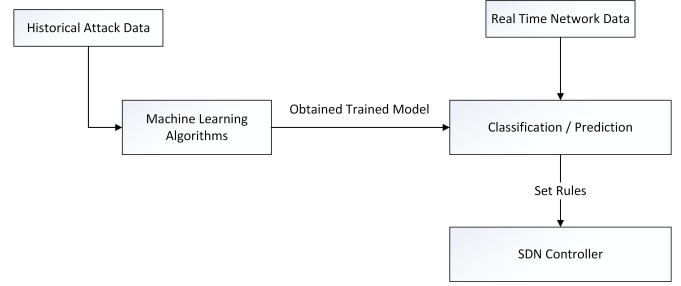 Historical Attack Data
Real Time Network Data
Machine Learning
Algorithms
Obtained Trained Model
Classification / Prediction
Set Rules
SDN Controller